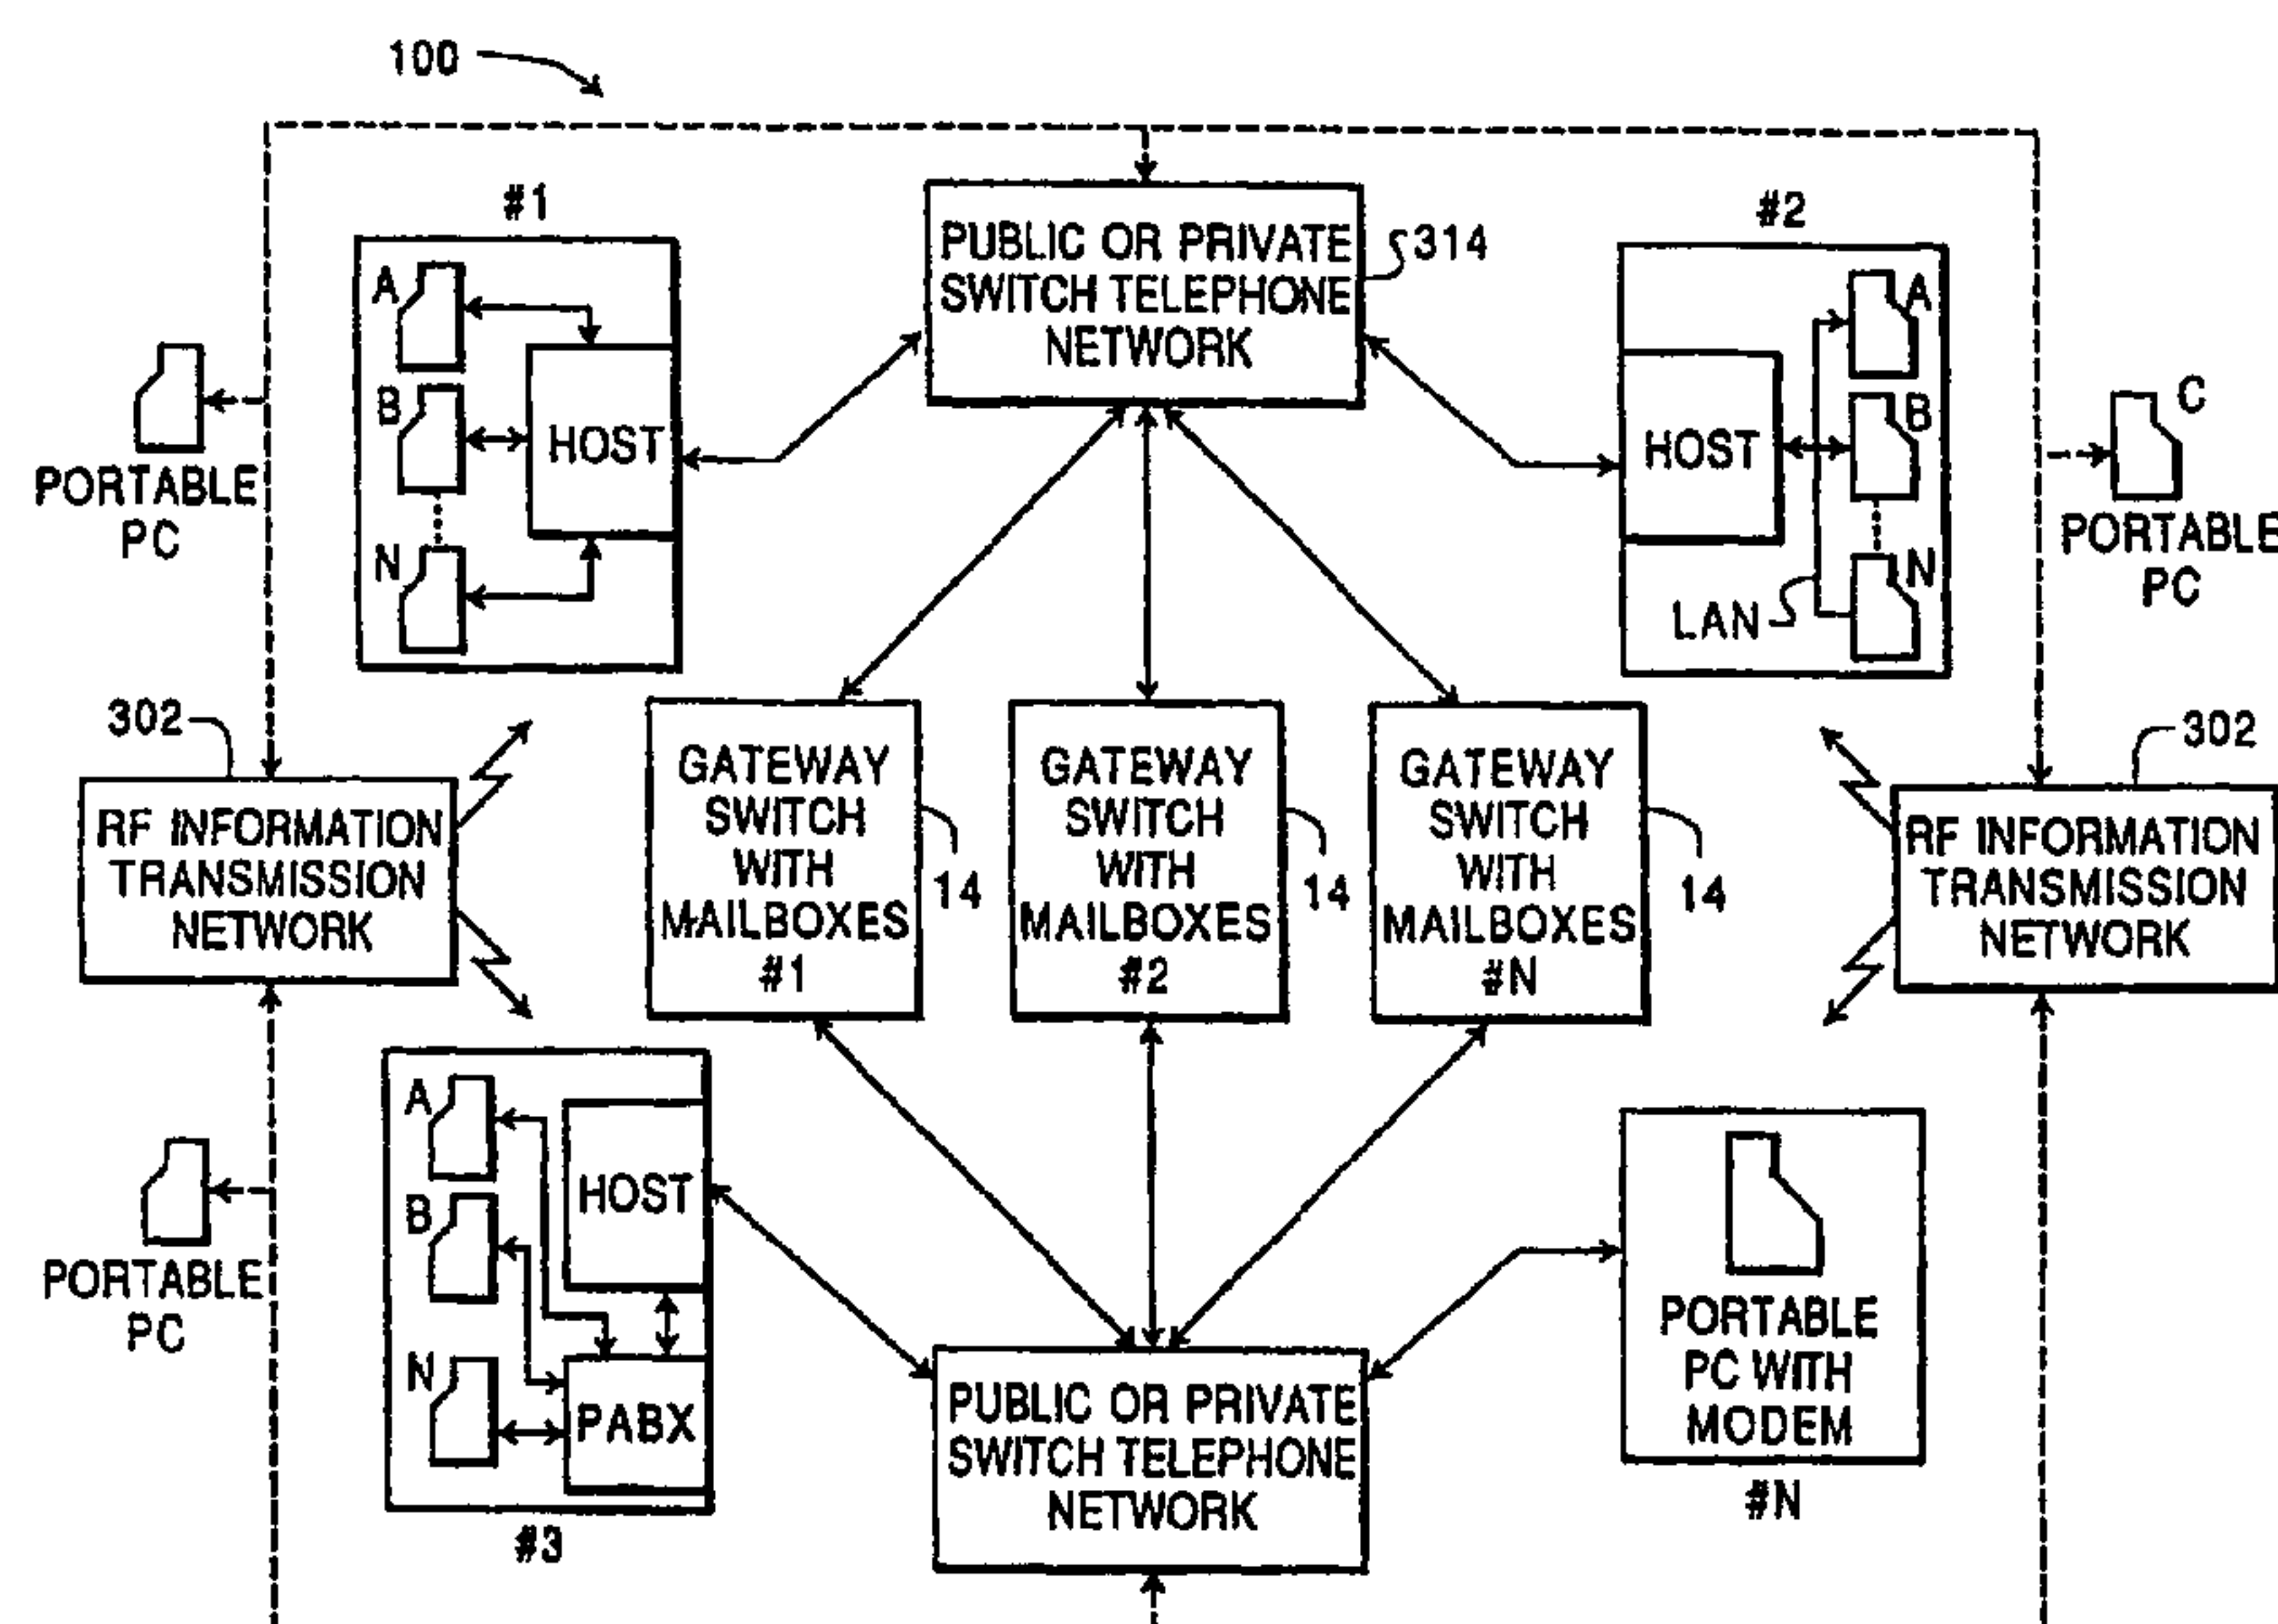 100
#1
PUBLIC OR PRIVATE
SWITCH TELEPHONE
NETWORK
314
#2
A
B
N
HOST
HOST
A
B
N
LAN
PORTABLE
PC
C
PORTABLE
PC
302
RF INFORMATION
TRANSMISSION
NETWORK
GATEWAY
SWITCH
WITH
MAILBOXES
#1
14
GATEWAY
SWITCH
WITH
MAILBOXES
#2
14
GATEWAY
SWITCH
WITH
MAILBOXES
#N
14
302
RF INFORMATION
TRANSMISSION
NETWORK
PORTABLE
PC
A
B
N
HOST
PABX
#3
PUBLIC OR PRIVATE
SWITCH TELEPHONE
NETWORK
PORTABLE
PC WITH
MODEM
#N